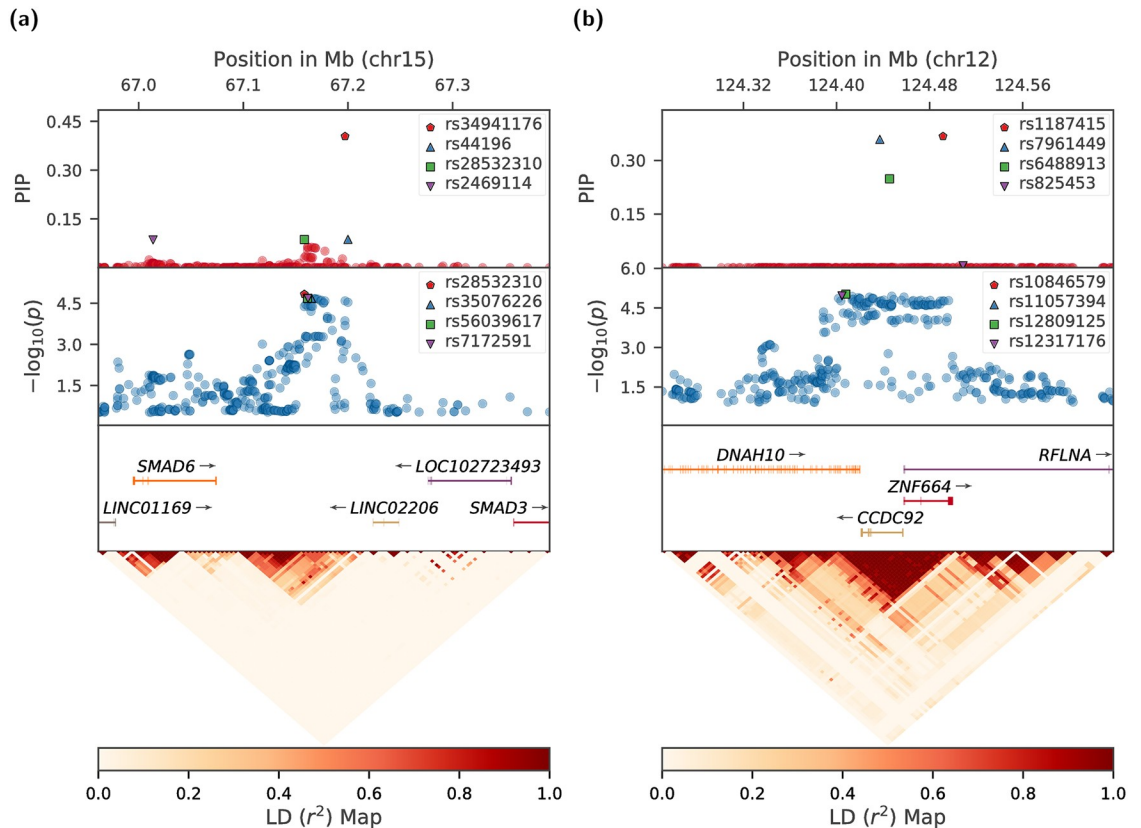 (a)
Position in Mb (chr15)
67.0 67.1 67.2 67.3
0.45
0.30
0.15
PIP
rs34941176
rs44196
rs28532310
rs2469114
4.5
3.0
1.5
−log10(p)
rs28532310
rs35076226
rs56039617
rs7172591
SMAD6
LOC102723493
LINC01169
LINC02206
SMAD3
0.0 0.2 0.4 0.6 0.8 1.0
LD (r²) Map
(b)
Position in Mb (chr12)
124.32 124.40 124.48 124.56
0.30
0.15
PIP
rs1187415
rs7961449
rs6488913
rs825453
6.0
4.5
3.0
1.5
−log10(p)
rs10846579
rs11057394
rs12809125
rs12317176
DNAH10
RFLNA
ZNF664
CCDC92
0.0 0.2 0.4 0.6 0.8 1.0
LD (r²) Map